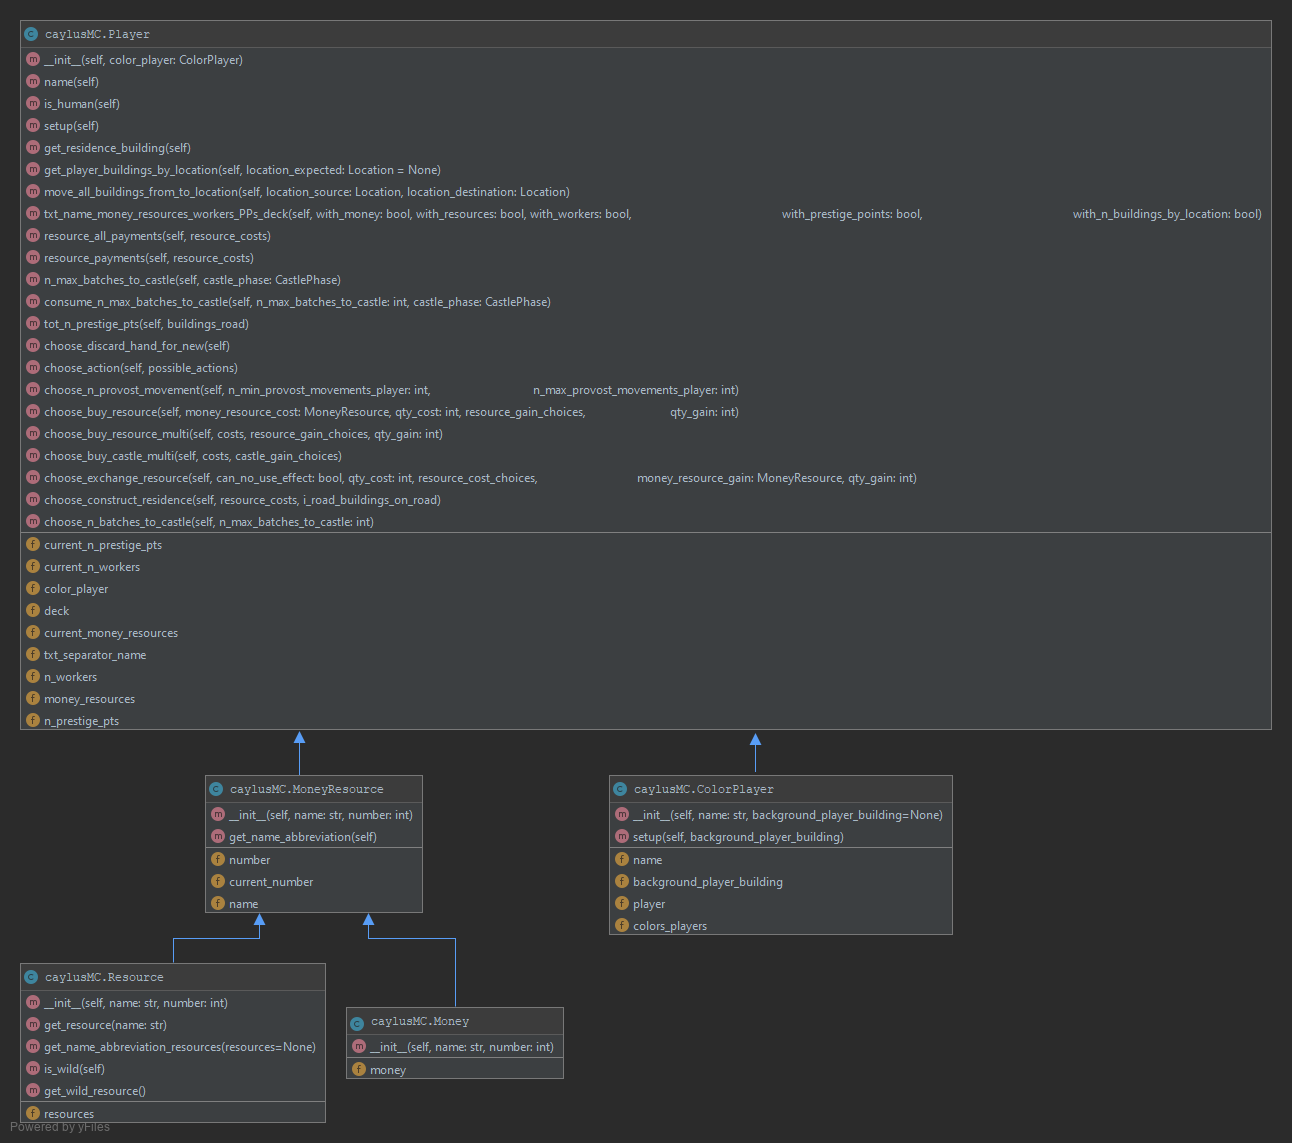 caylusMC.Player
__init__(self, color_player: ColorPlayer)
name(self)
is_human(self)
setup(self)
get_residence_building(self)
get_player_buildings_by_location(self, location_expected: Location = None)
move_all_buildings_from_to_location(self, location_source: Location, location_destination: Location)
txt_name_money_resources_workers_PPs_deck(self, with_money: bool, with_resources: bool, with_workers: bool, with_prestige_points: bool, with_n_buildings_by_location: bool)
resource_all_payments(self, resource_costs)
resource_payments(self, resource_costs)
n_max_batches_to_castle(self, castle_phase: CastlePhase)
consume_n_max_batches_to_castle(self, n_max_batches_to_castle: int, castle_phase: CastlePhase)
tot_n_prestige_pts(self, buildings_road)
choose_discard_hand_for_new(self)
choose_action(self, possible_actions)
choose_n_provost_movement(self, n_min_provost_movements_player: int, n_max_provost_movements_player: int)
choose_buy_resource(self, money_resource_cost: MoneyResource, qty_cost: int, resource_gain_choices, qty_gain: int)
choose_buy_resource_multi(self, costs, resource_gain_choices, qty_gain: int)
choose_buy_castle_multi(self, costs, castle_gain_choices)
choose_exchange_resource(self, can_no_use_effect: bool, qty_cost: int, resource_cost_choices, money_resource_gain: MoneyResource, qty_gain: int)
choose_construct_residence(self, resource_costs, i_road_buildings_on_road)
choose_n_batches_to_castle(self, n_max_batches_to_castle: int)
current_n_prestige_pts
current_n_workers
color_player
deck
current_money_resources
txt_separator_name
n_workers
money_resources
n_prestige_pts
caylusMC.MoneyResource
__init__(self, name: str, number: int)
get_name_abbreviation(self)
number
current_number
name
caylusMC.ColorPlayer
__init__(self, name: str, background_player_building=None)
setup(self, background_player_building)
name
background_player_building
player
colors_players
caylusMC.Resource
__init__(self, name: str, number: int)
get_resource(name: str)
get_name_abbreviation_resources(resources=None)
is_wild(self)
get_wild_resource()
resources
caylusMC.Money
__init__(self, name: str, number: int)
money
Powered by yFiles